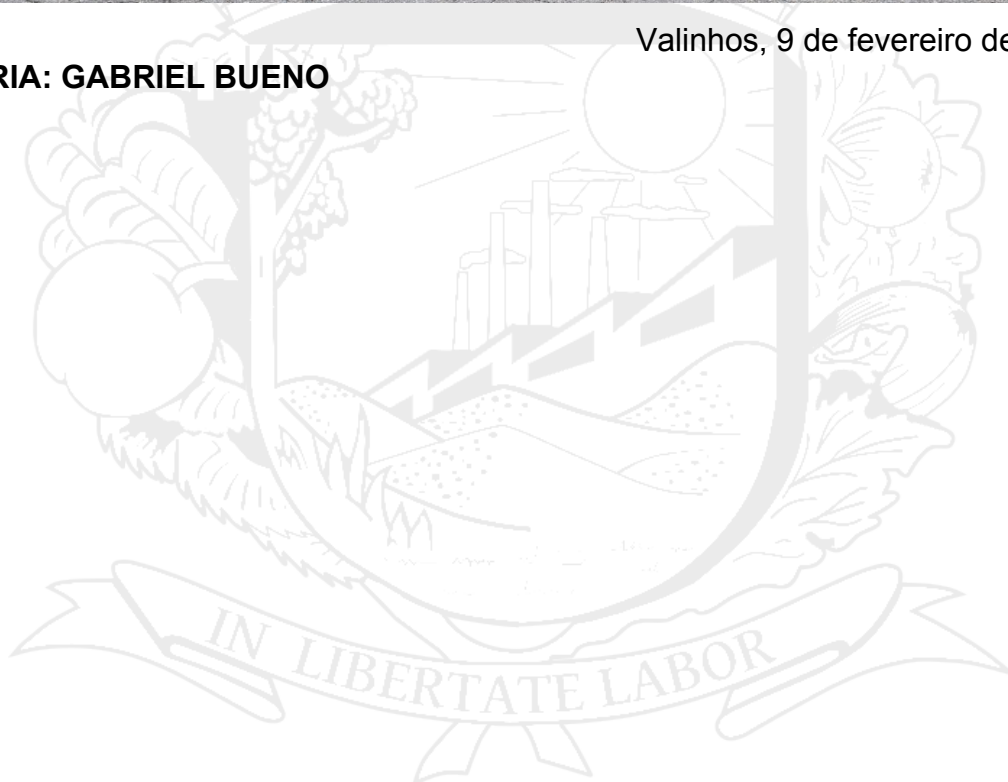 Valinhos, 9 de fevereiro de
RIA: GABRIEL BUENO
IN LIBERTATE LABOR